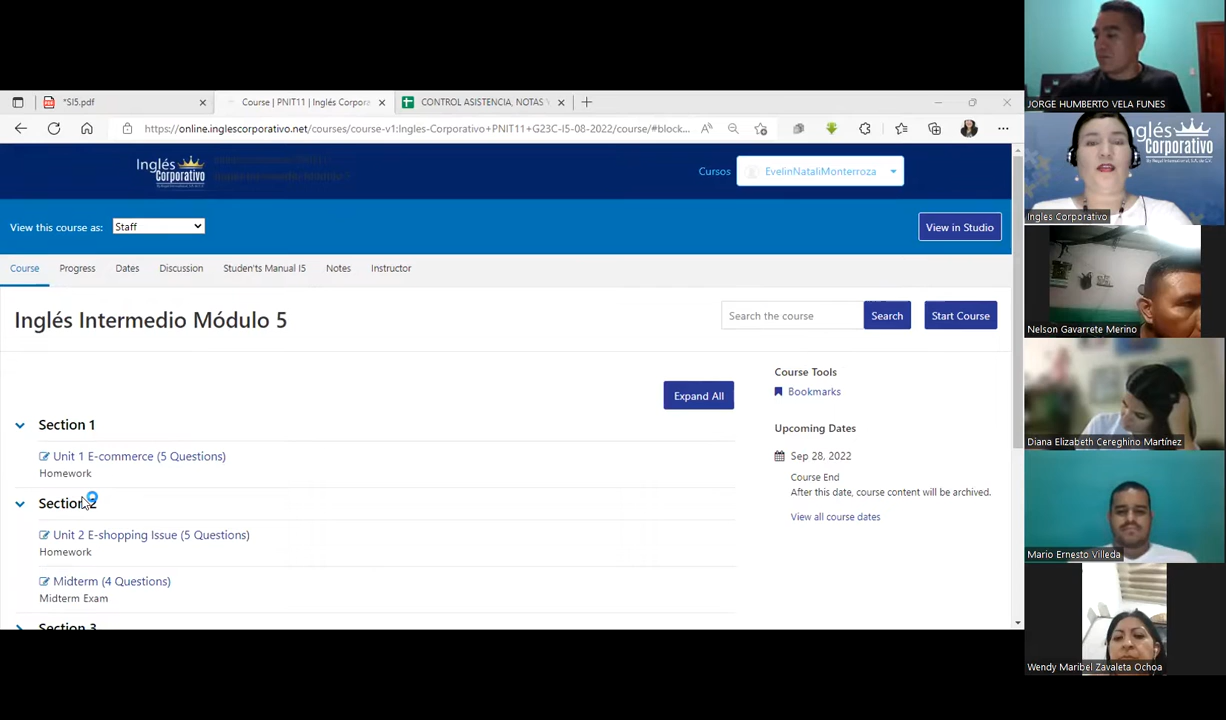 *SI5.pdf
Course | PNIT11 | Inglés Corpora
CONTROL ASISTENCIA, NOTAS
https://online.inglescorporativo.net/courses/course-v1:Ingles-Corporativo+PNIT11+G23C-I5-08-2022/course/#block...
Inglés
Corporativo
Cursos
EvelinNataliMonterroza
View this course as:
Staff
View in Studio
Course
Progress
Dates
Discussion
Studen'ts Manual I5
Notes
Instructor
Inglés Intermedio Módulo 5
Search the course
Search
Start Course
Expand All
Section 1
Unit 1 E-commerce (5 Questions)
Homework
Section 2
Unit 2 E-shopping Issue (5 Questions)
Homework
Midterm (4 Questions)
Midterm Exam
Section 3
Course Tools
Bookmarks
Upcoming Dates
Sep 28, 2022
Course End
After this date, course content will be archived.
View all course dates
JORGE HUMBERTO VELA FUNES
Inglés
Corporativo
Ingles Corporativo
Nelson Gavarrete Merino
Diana Elizabeth Cereghino Martínez
Mario Ernesto Villeda
Wendy Maribel Zavaleta Ochoa